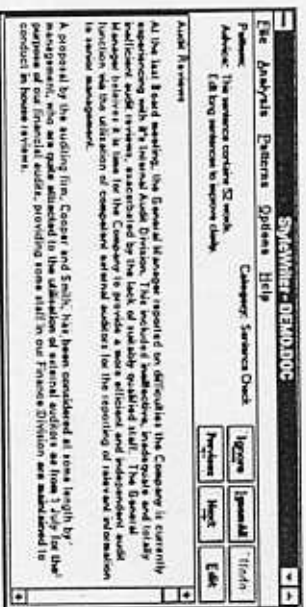 StyleWriter - DEMO.DOC
File Analysis Patterns Options Help
Pattern: Category: Sentence Check
Advice: The sentence contains 52 words.
Edit long sentences to improve clarity.
Ignore Ignore All Undo
Previous Next Edit
Audit Reviews
At the last Board meeting, the General Manager reported on difficulties the Company is currently
experiencing with it's Internal Audit Division. This included ineffective, inadequate and totally
inefficient audit reviews, exacerbated by the lack of suitably qualified staff. The General
Manager believes it is time for the Company to provide a more efficient and independent audit
function via the utilisation of competent external auditors for the reporting of relevant information
to senior management.
A proposal by the auditing firm, Cooper and Smith, has been considered at some length by
management, who are quite attracted to the utilisation of external auditors as from 1 July for the
purpose of our financial audits, providing some staff in our Finance Division are maintained to
conduct in house reviews.